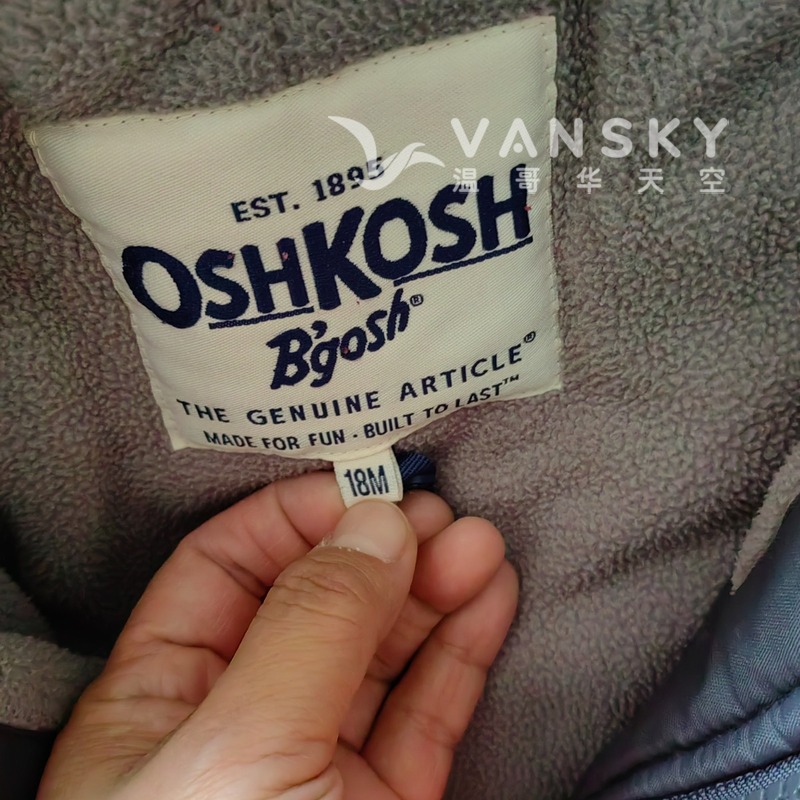 VANSKY
温哥华天空
EST. 1895
OSHKOSH
B'gosh®
THE GENUINE ARTICLE®
MADE FOR FUN · BUILT TO LAST™
18M